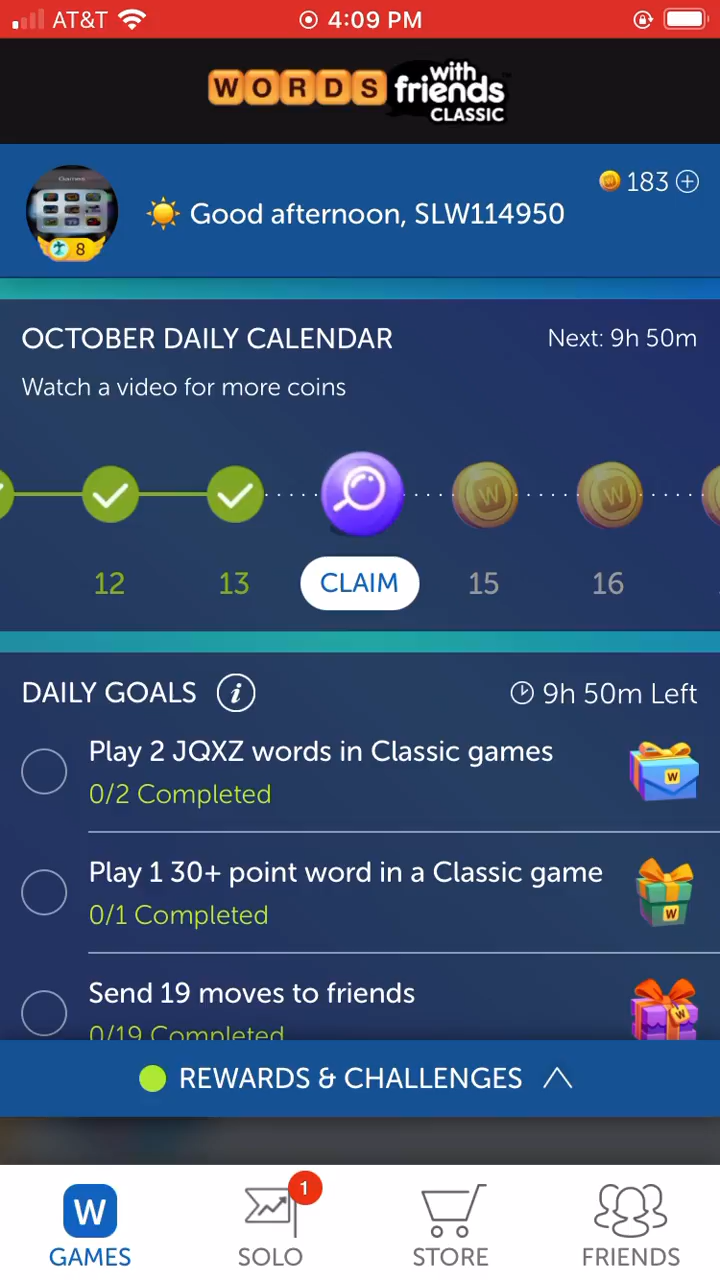 AT&T 4:09 PM
WORDS with friends CLASSIC
183
Good afternoon, SLW114950
8
OCTOBER DAILY CALENDAR Next: 9h 50m
Watch a video for more coins
W W
12 13 CLAIM 15 16
DAILY GOALS i 9h 50m Left
Play 2 JQXZ words in Classic games
0/2 Completed
W
Play 1 30+ point word in a Classic game
0/1 Completed
W
Send 19 moves to friends
0/19 Completed
W
REWARDS & CHALLENGES
W 1
GAMES SOLO STORE FRIENDS